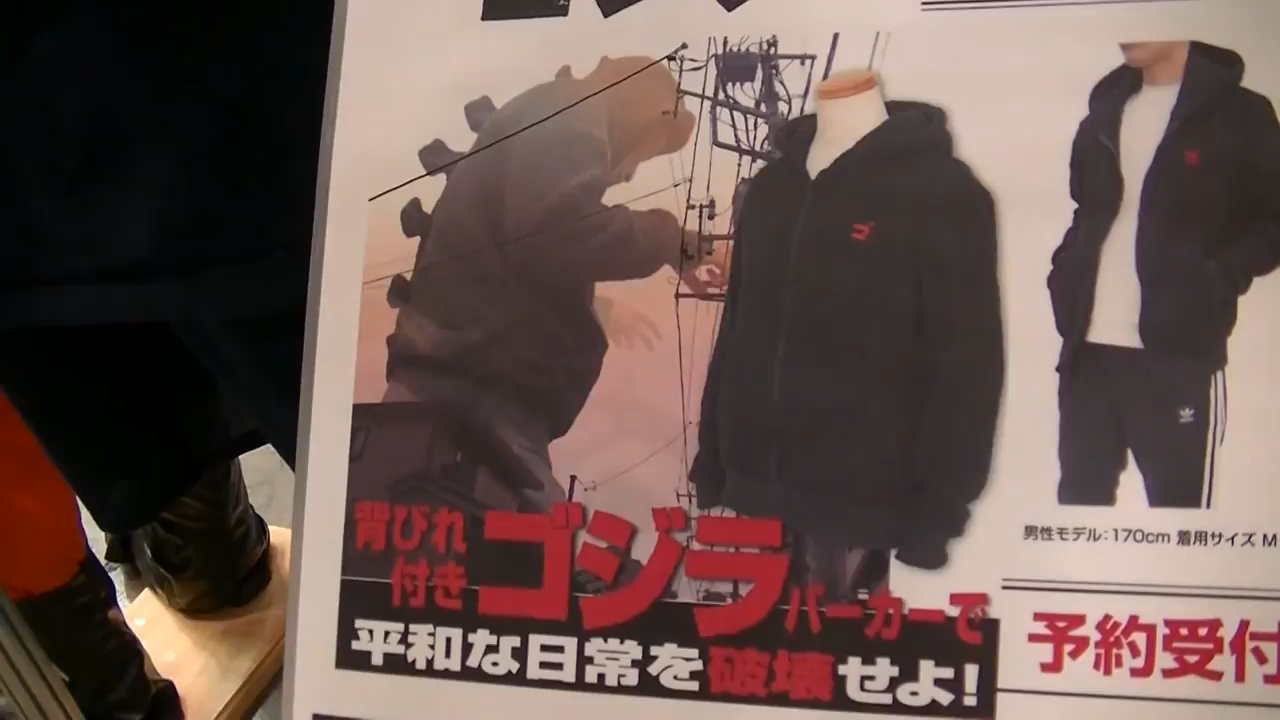 ゴ
背びれ
付き
ゴジラパーカーで
平和な日常を破壊せよ!
男性モデル:170cm 着用サイズ M
予約受付